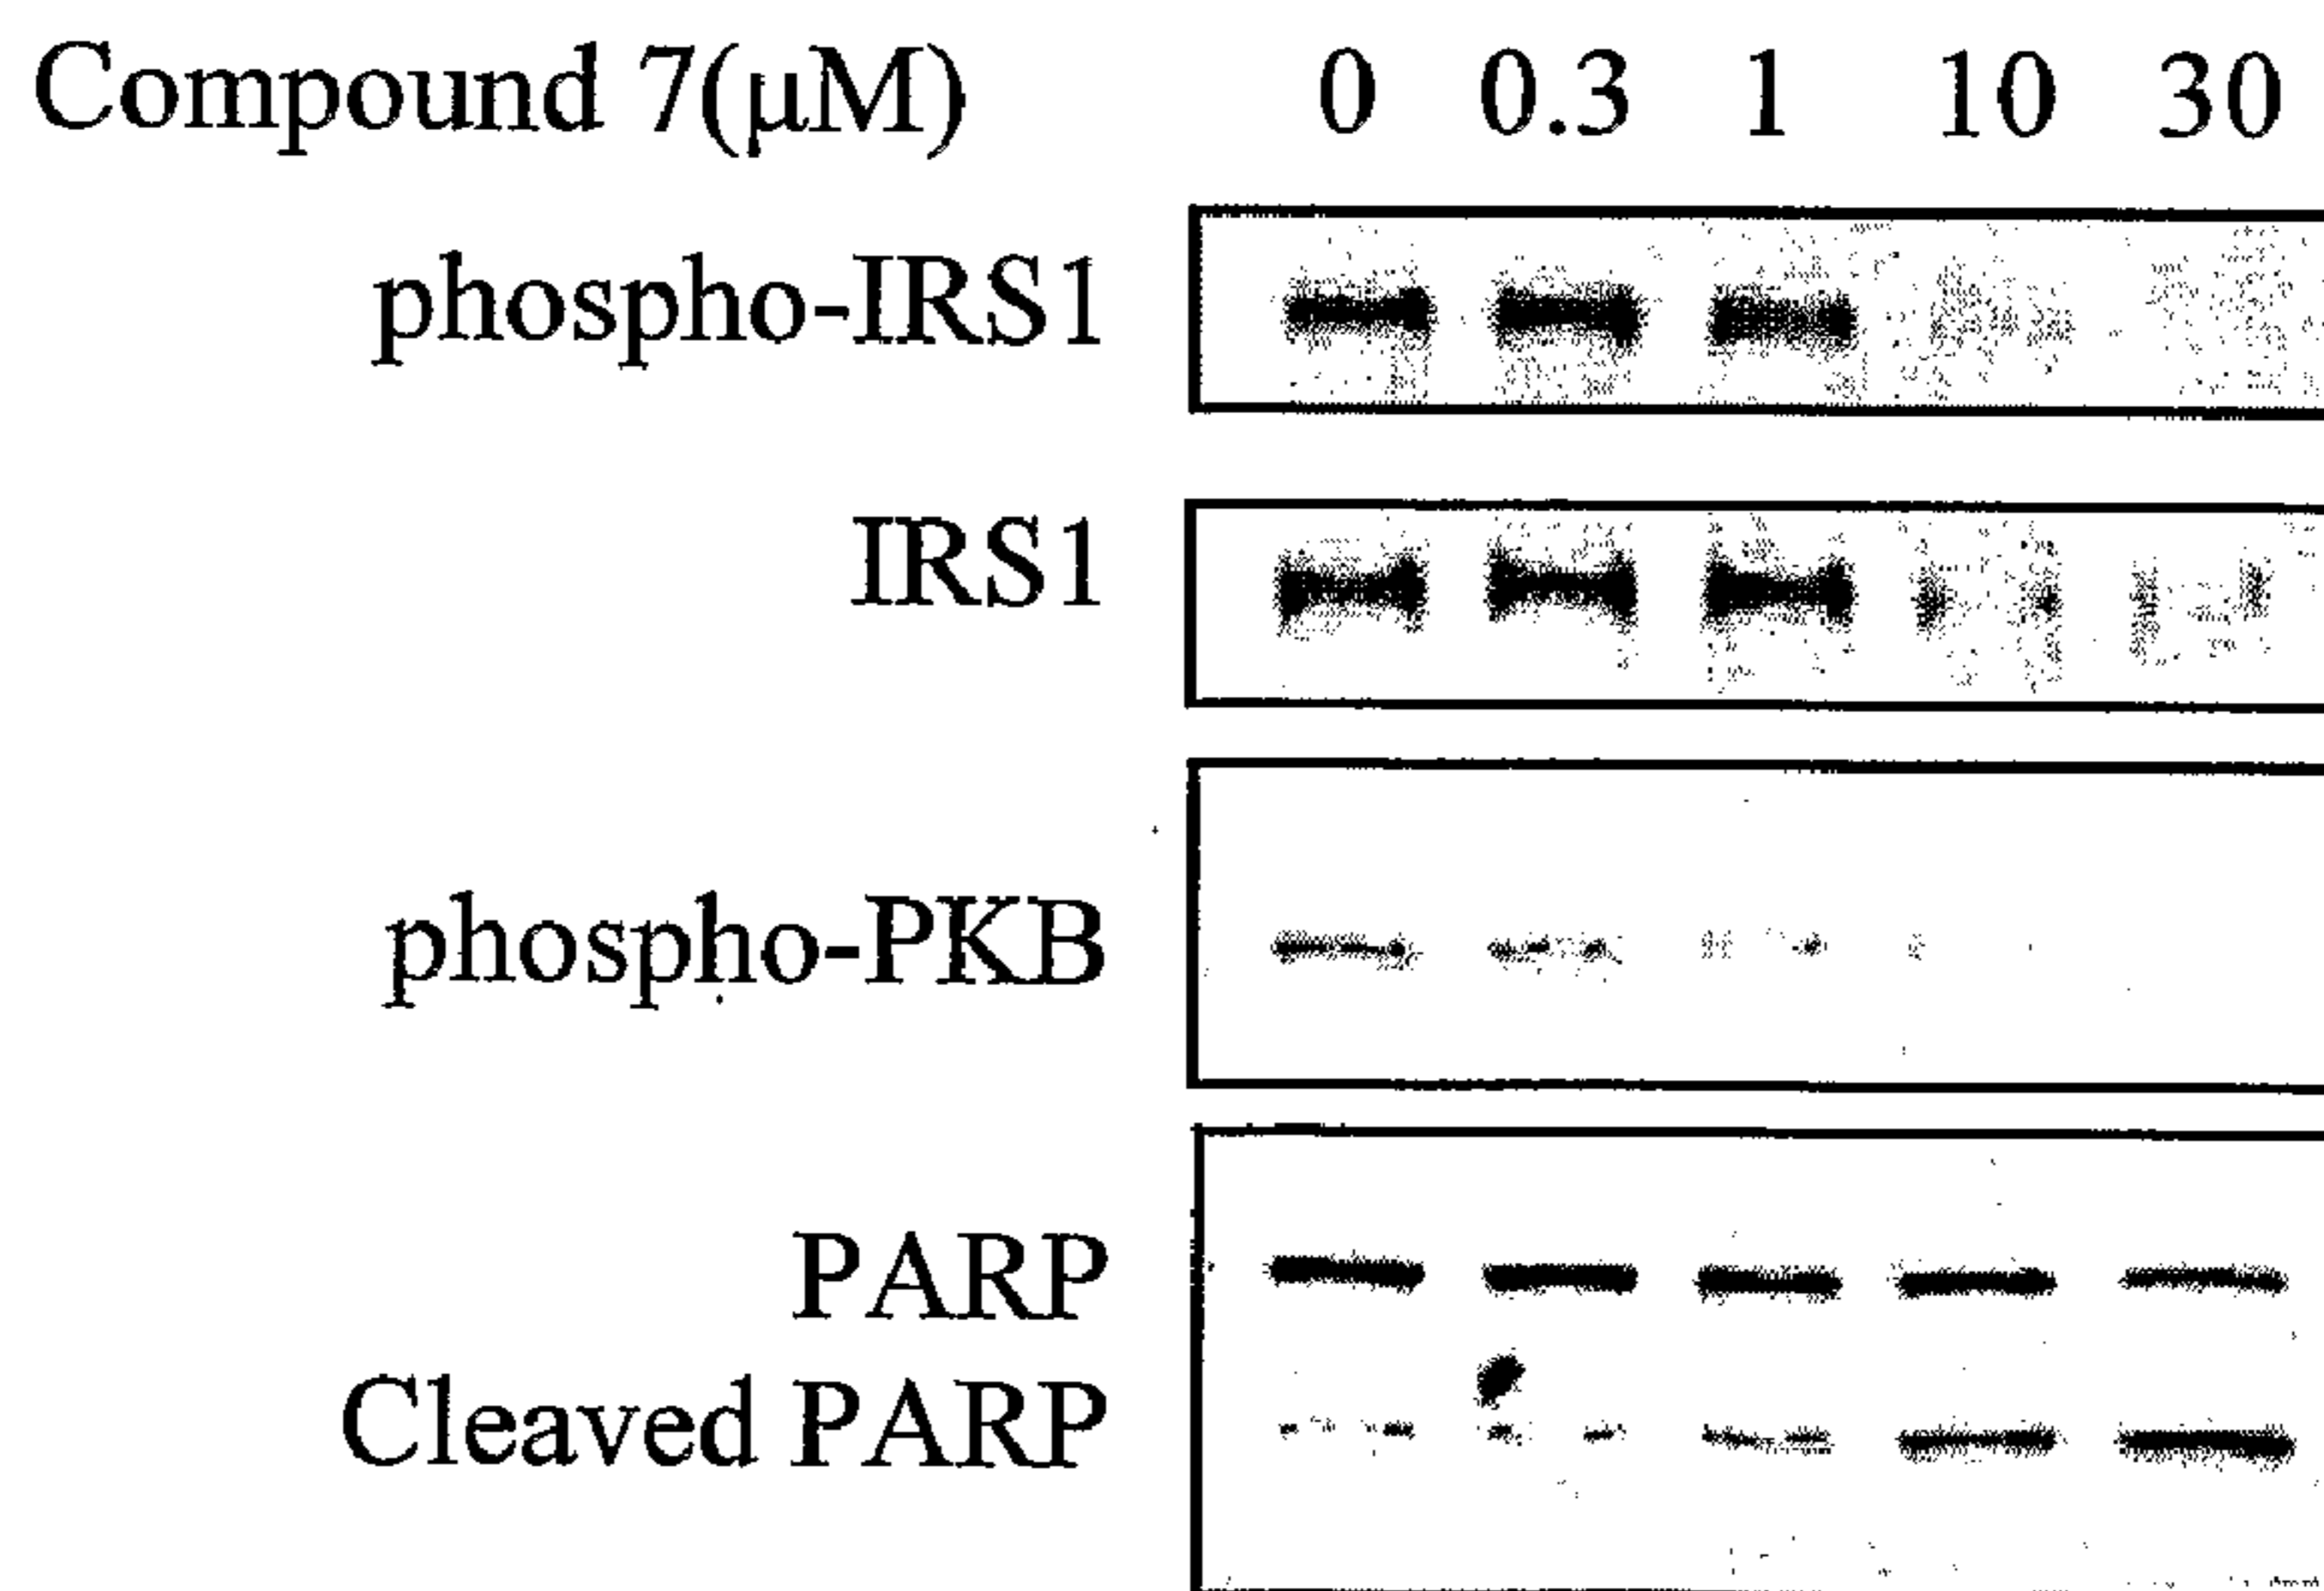 Compound 7(μM) 0 0.3 1 10 30
phospho-IRS1
IRS1
phospho-PKB
PARP
Cleaved PARP